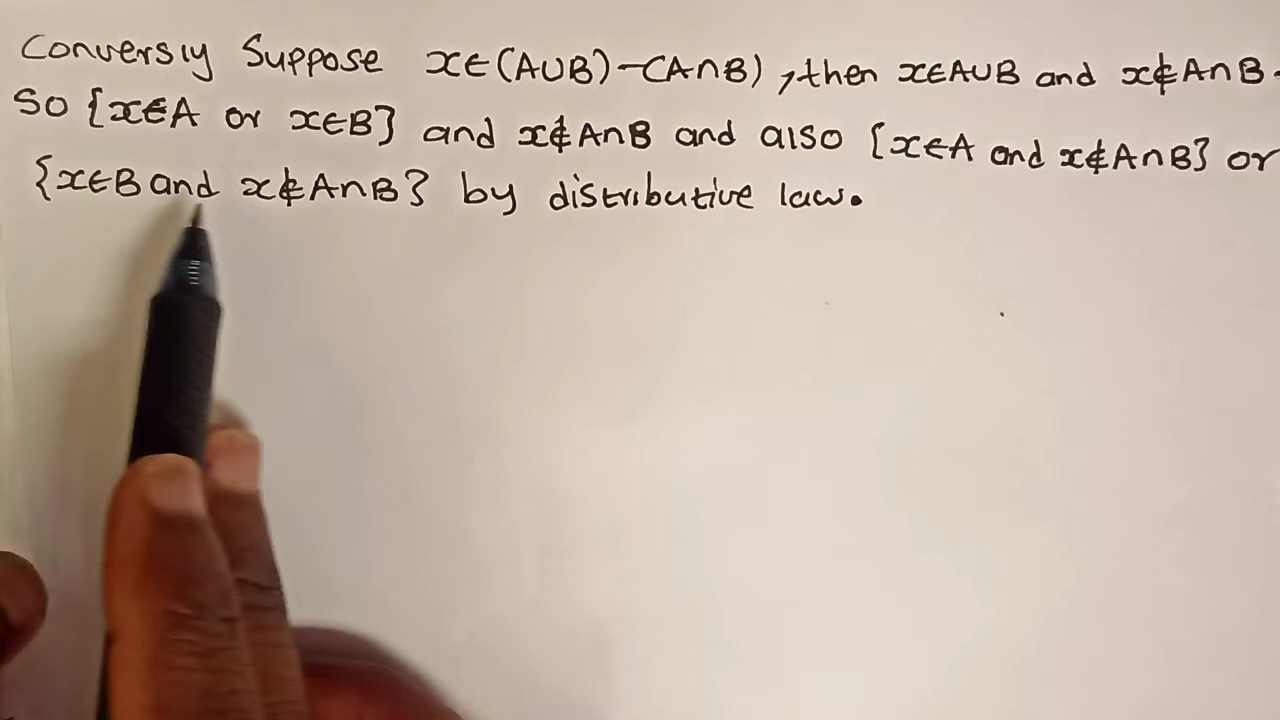 Conversly Suppose x∈(A∪B)-(A∩B), then x∈A∪B and x∉A∩B.
So {x∈A or x∈B} and x∉A∩B and also {x∈A and x∉A∩B} or
{x∈B and x∉A∩B} by distributive law.